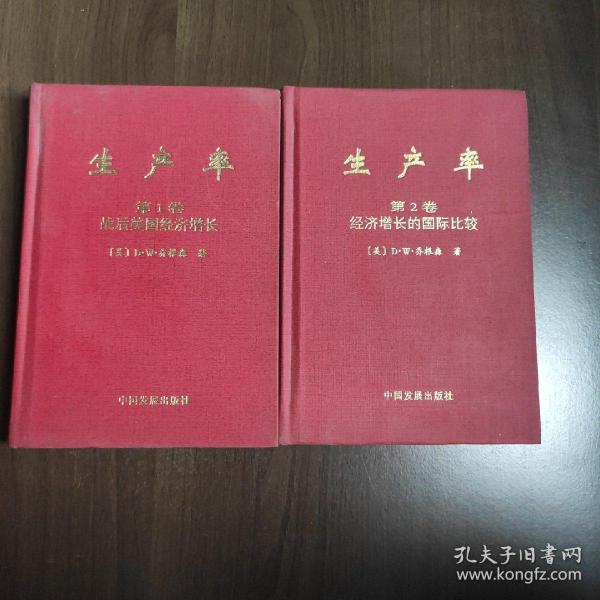 生产率
第1卷
战后美国经济增长
〔美〕D·W·乔根森 著
中国发展出版社
生产率
第2卷
经济增长的国际比较
〔美〕D·W·乔根森 著
中国发展出版社
孔夫子旧书网
www.kongfz.com